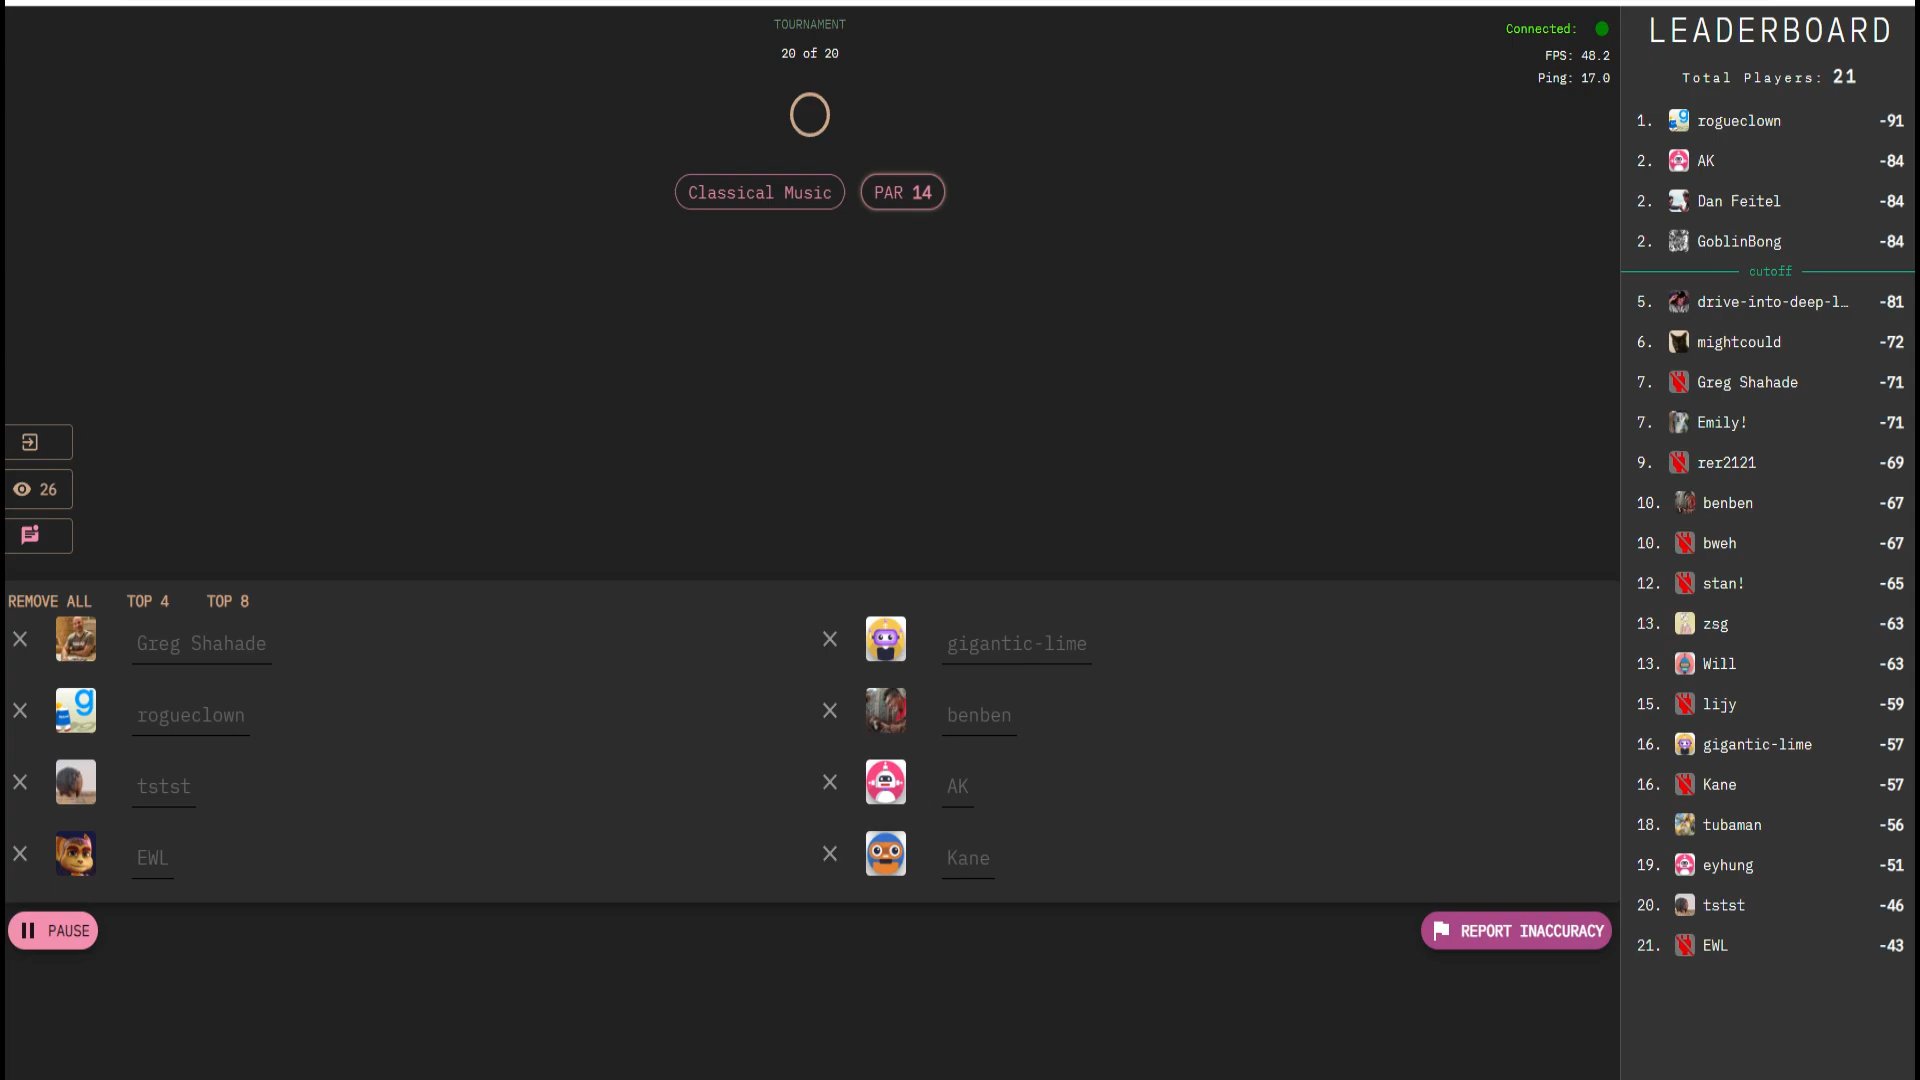 TOURNAMENT
20 of 20
Classical Music
PAR 14
Connected:
FPS: 48.2
Ping: 17.0
26
REMOVE ALL TOP 4 TOP 8
Greg Shahade
gigantic-lime
rogueclown
benben
tstst
AK
EWL
Kane
PAUSE
REPORT INACCURACY
LEADERBOARD
Total Players: 21
1. rogueclown -91
2. AK -84
2. Dan Feitel -84
2. GoblinBong -84
cutoff
5. drive-into-deep-l… -81
6. mightcould -72
7. Greg Shahade -71
7. Emily! -71
9. rer2121 -69
10. benben -67
10. bweh -67
12. stan! -65
13. zsg -63
13. Will -63
15. lijy -59
16. gigantic-lime -57
16. Kane -57
18. tubaman -56
19. eyhung -51
20. tstst -46
21. EWL -43